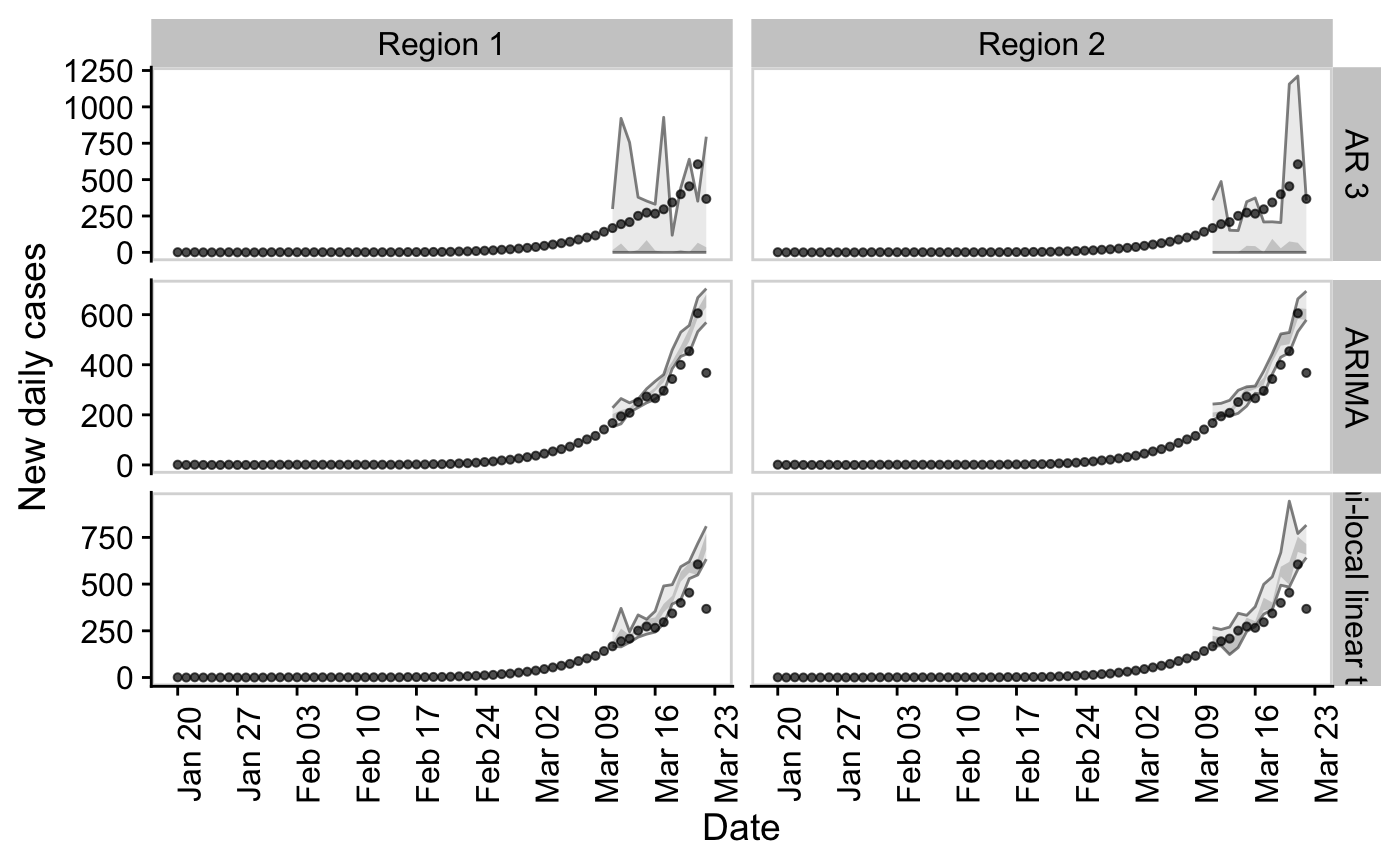 Region 1
Region 2
New daily cases
1250
1000
750
500
250
0
AR 3
600
400
200
0
ARIMA
750
500
250
0
ni-local linear t
Jan 20
Jan 27
Feb 03
Feb 10
Feb 17
Feb 24
Mar 02
Mar 09
Mar 16
Mar 23
Jan 20
Jan 27
Feb 03
Feb 10
Feb 17
Feb 24
Mar 02
Mar 09
Mar 16
Mar 23
Date